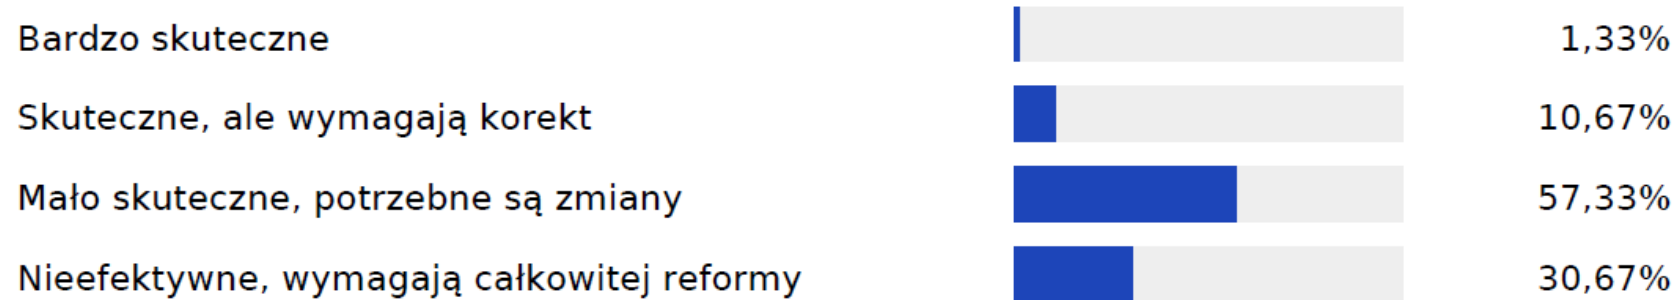 Bardzo skuteczne 1,33%
Skuteczne, ale wymagają korekt 10,67%
Mało skuteczne, potrzebne są zmiany 57,33%
Nieefektywne, wymagają całkowitej reformy 30,67%